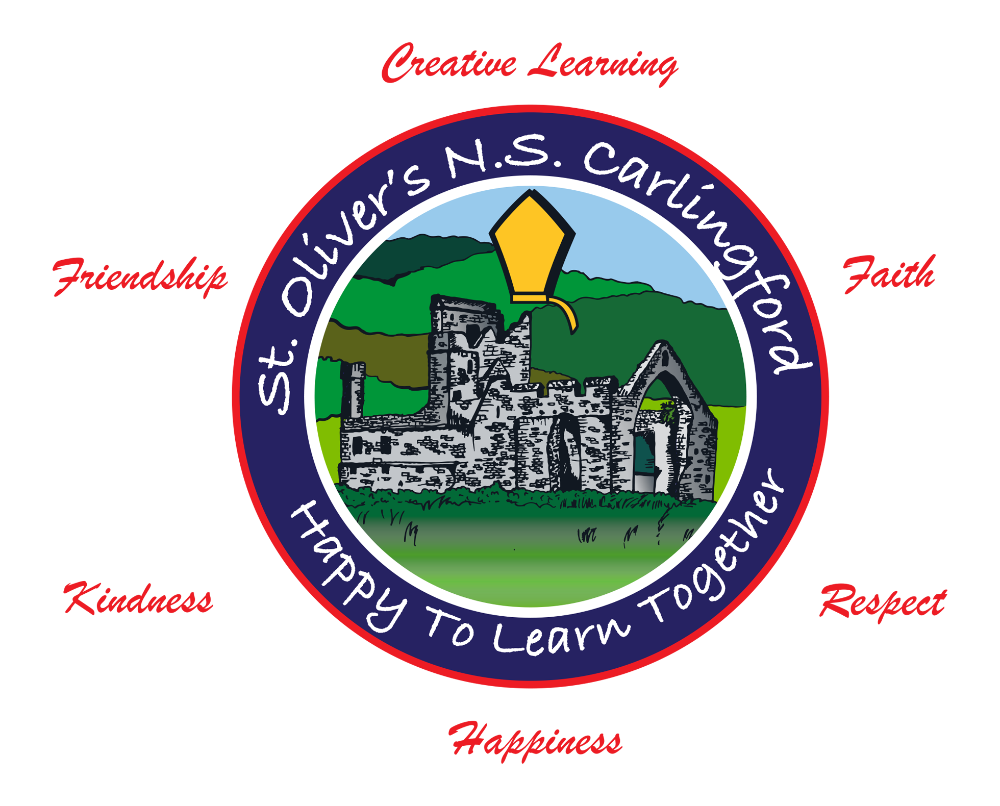 Creative Learning
St. Oliver's N.S. Carlingford
Friendship
Faith
Kindness
Respect
Happy To Learn Together
Happiness